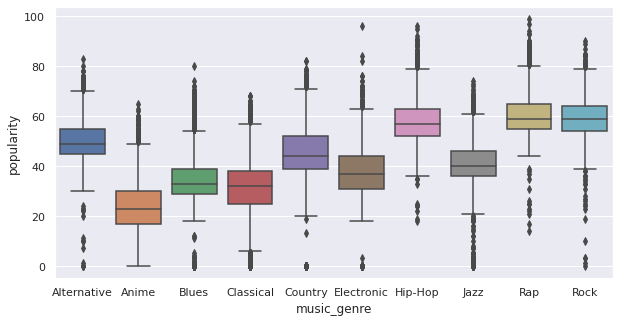 100
80
60
40
20
0
popularity
Alternative Anime Blues Classical Country Electronic Hip-Hop Jazz Rap Rock
music_genre